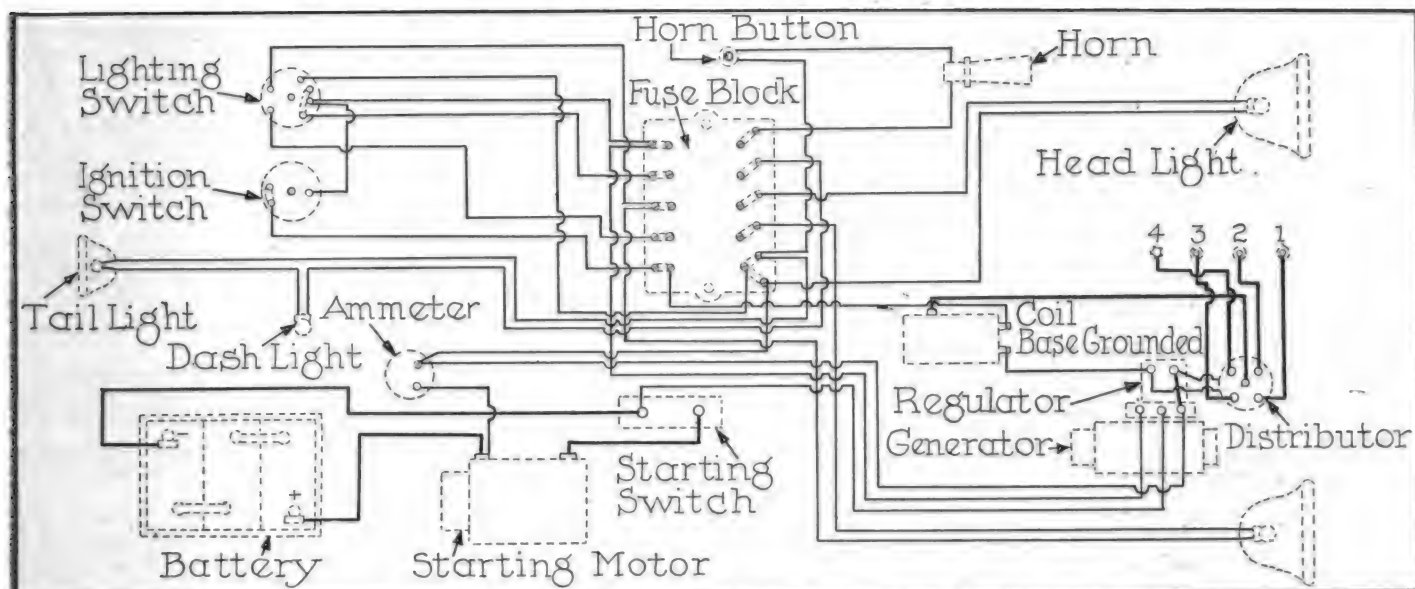 Horn Button
Horn
Lighting
Switch
Fuse Block
Head Light
Ignition
Switch
4 3 2 1
Tail Light
Ammeter
Dash Light
Coil
Base Grounded
Regulator
Generator
Distributor
Starting
Switch
- +
Battery
Starting Motor